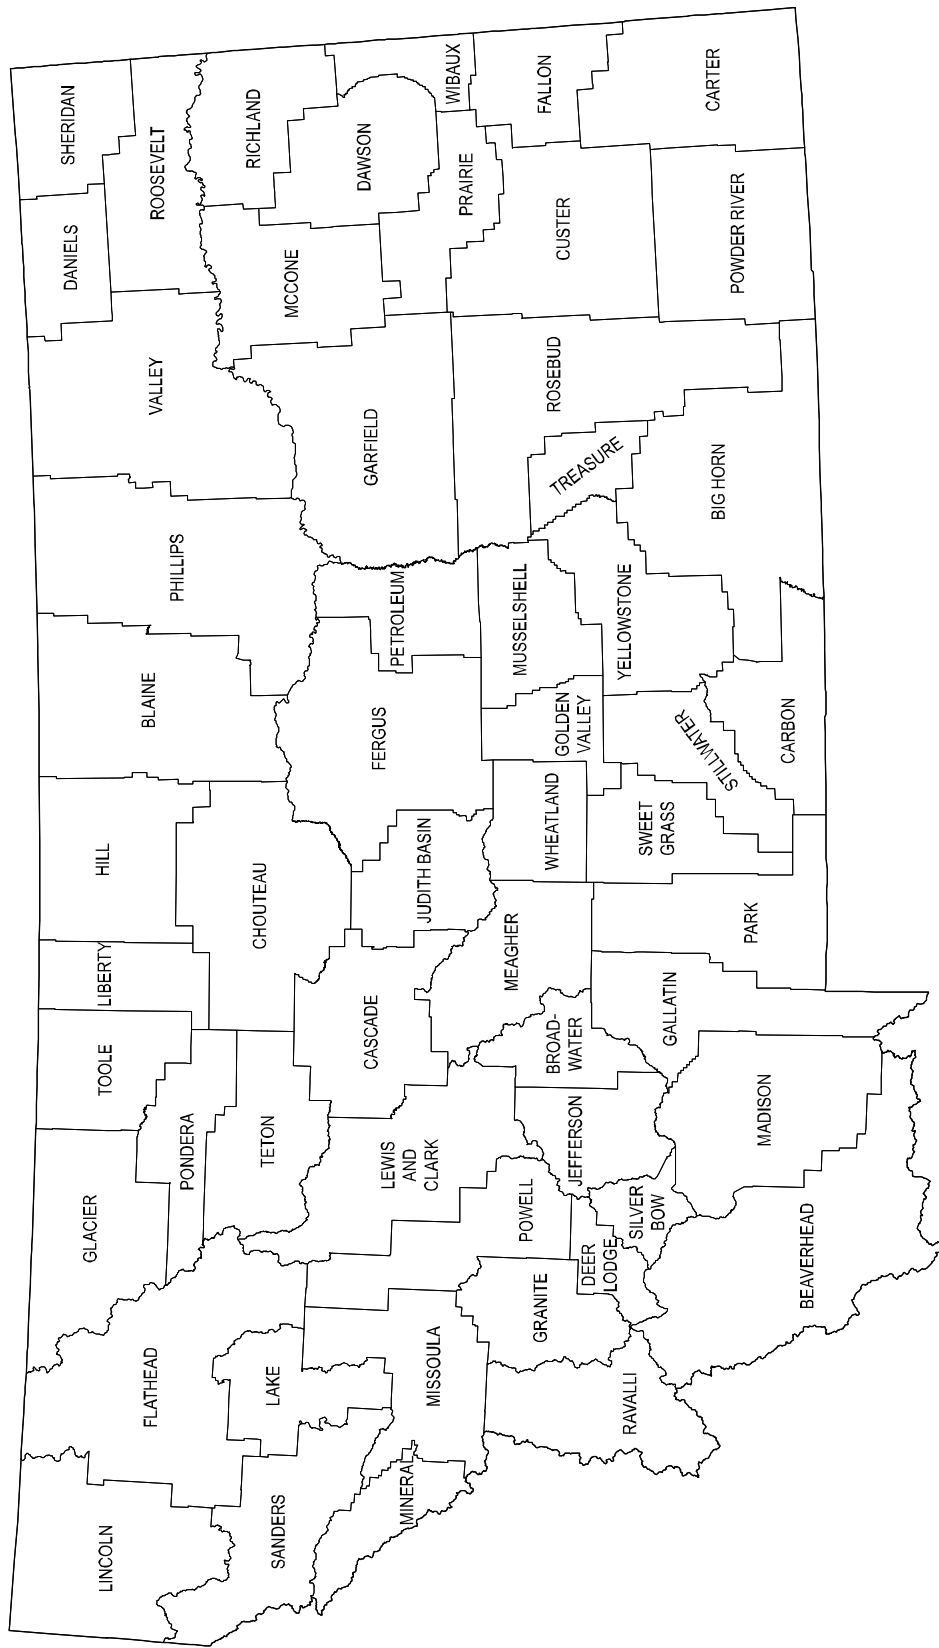 LINCOLN
FLATHEAD
GLACIER
TOOLE
LIBERTY
HILL
BLAINE
PHILLIPS
VALLEY
DANIELS
SHERIDAN
ROOSEVELT
SANDERS
LAKE
PONDERA
TETON
CHOUTEAU
RICHLAND
MCCONE
DAWSON
GARFIELD
MINERAL
MISSOULA
LEWIS
AND
CLARK
CASCADE
JUDITH BASIN
FERGUS
PETROLEUM
PRAIRIE
WIBAUX
POWELL
GRANITE
MEAGHER
WHEATLAND
GOLDEN
VALLEY
MUSSELSHELL
ROSEBUD
TREASURE
CUSTER
FALLON
RAVALLI
DEER
LODGE
SILVER
BOW
JEFFERSON
BROAD-
WATER
GALLATIN
PARK
SWEET
GRASS
STILLWATER
YELLOWSTONE
BIG HORN
POWDER RIVER
CARTER
BEAVERHEAD
MADISON
CARBON